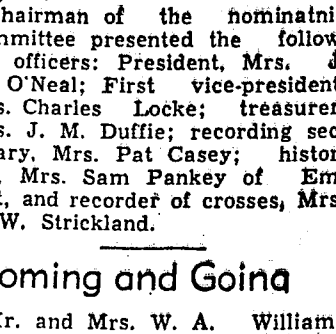 hairman of the nominatni
mmittee presented the follow
officers: President, Mrs. J
O'Neal; First vice-president
s. Charles Locke; treasurer
s. J. M. Duffie; recording sec
ary, Mrs. Pat Casey; histor
, Mrs. Sam Pankey of Em
t, and recorder of crosses, Mrs
W. Strickland.
oming and Going
r. and Mrs. W. A. William